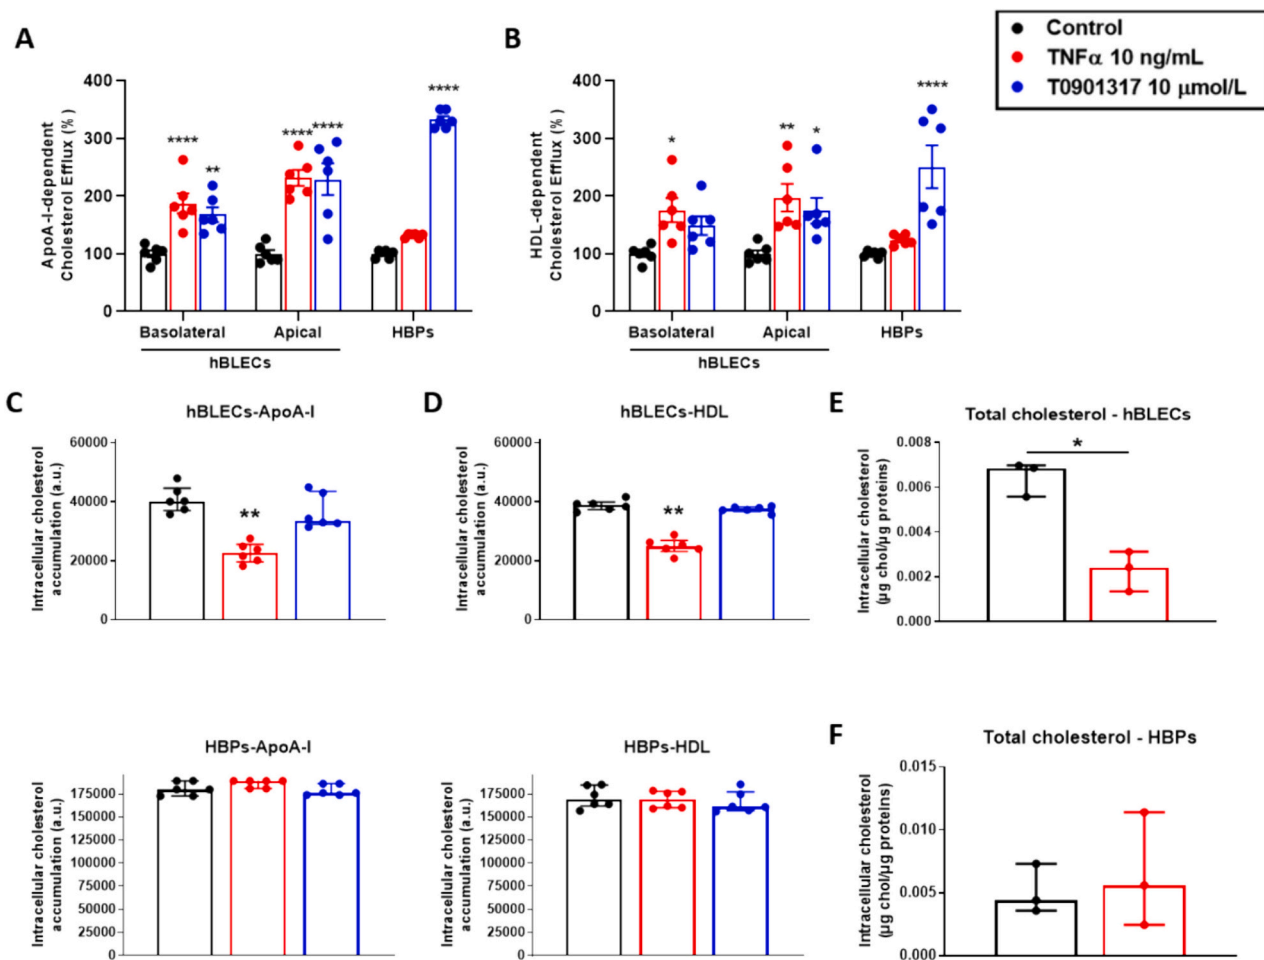 Control
TNFα 10 ng/mL
T0901317 10 µmol/L
A
ApoA-I-dependent
Cholesterol Efflux (%)
400
300
200
100
0
****
**
****
****
****
Basolateral
Apical
HBPs
hBLECs
B
HDL-dependent
Cholesterol Efflux (%)
400
300
200
100
0
*
**
*
****
Basolateral
Apical
HBPs
hBLECs
C
hBLECs-ApoA-I
Intracellular cholesterol
accumulation (a.u.)
60000
40000
20000
0
**
D
hBLECs-HDL
Intracellular cholesterol
accumulation (a.u.)
60000
40000
20000
0
**
E
Total cholesterol - hBLECs
Intracellular cholesterol
(µg chol/µg proteins)
0.008
0.006
0.004
0.002
0.000
*
HBPs-ApoA-I
Intracellular cholesterol
accumulation (a.u.)
175000
150000
125000
100000
75000
50000
25000
0
HBPs-HDL
Intracellular cholesterol
accumulation (a.u.)
175000
150000
125000
100000
75000
50000
25000
0
F
Total cholesterol - HBPs
Intracellular cholesterol
(µg chol/µg proteins)
0.015
0.010
0.005
0.000